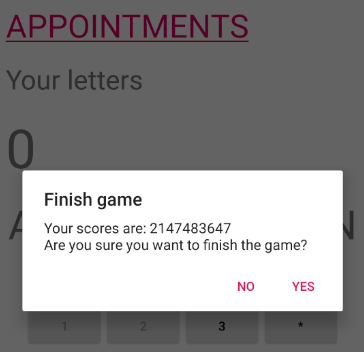 APPOINTMENTS
Your letters
0
A N
Finish game
Your scores are: 2147483647
Are you sure you want to finish the game?
NO YES
1 2 3 *